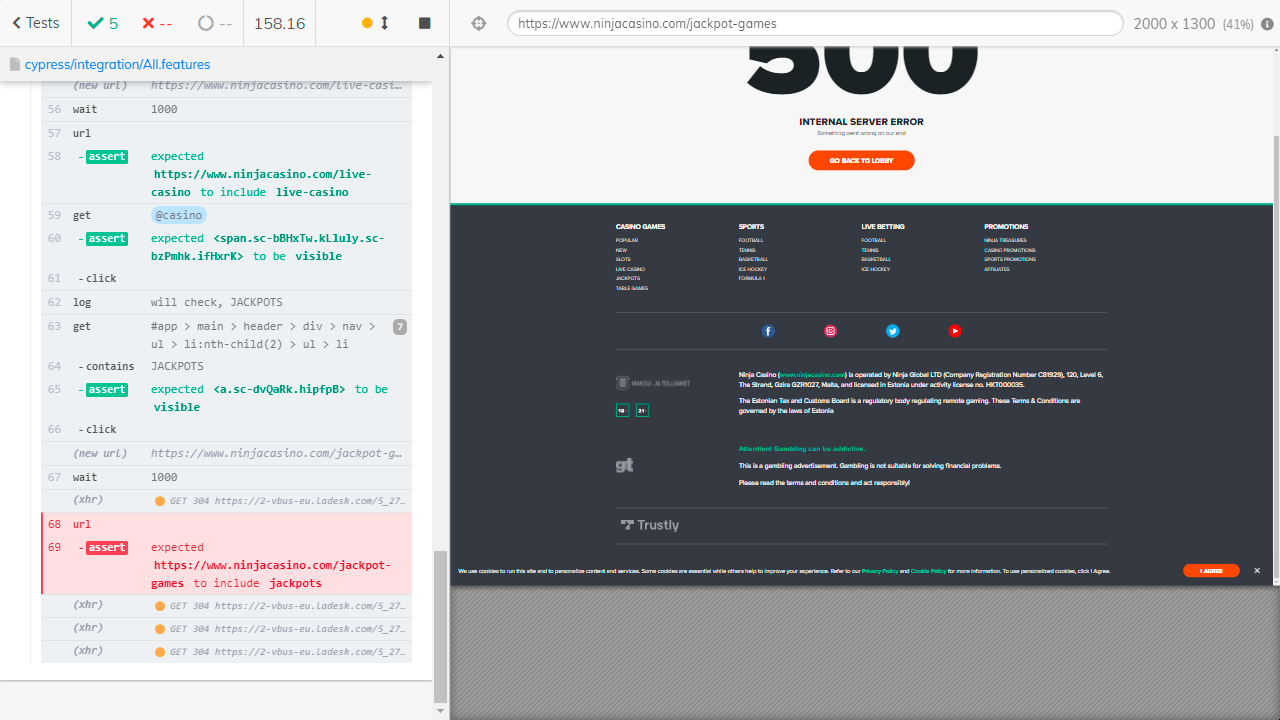 Tests
5
--
--
158.16
https://www.ninjacasino.com/jackpot-games
2000 x 1300 (41%)
cypress/integration/All.features
(new url) https://www.ninjacasino.com/live-casi…
56 wait 1000
57 url
58 - assert expected
https://www.ninjacasino.com/live-
casino to include live-casino
59 get @casino
60 - assert expected <span.sc-bBHxTw.kLluly.sc-
bzPmhk.ifHxrK> to be visible
61 - click
62 log will check, JACKPOTS
63 get #app > main > header > div > nav > 7
ul > li:nth-child(2) > ul > li
64 - contains JACKPOTS
65 - assert expected <a.sc-dvQaRk.hipfpB> to be
visible
66 - click
(new url) https://www.ninjacasino.com/jackpot-g…
67 wait 1000
(xhr) GET 304 https://2-vbus-eu.ladesk.com/5_27…
68 url
69 - assert expected
https://www.ninjacasino.com/jackpot-
games to include jackpots
(xhr) GET 304 https://2-vbus-eu.ladesk.com/5_27…
(xhr) GET 304 https://2-vbus-eu.ladesk.com/5_27…
(xhr) GET 304 https://2-vbus-eu.ladesk.com/5_27…
500
INTERNAL SERVER ERROR
Something went wrong on our end
GO BACK TO LOBBY
CASINO GAMES
POPULAR
NEW
SLOTS
LIVE CASINO
JACKPOTS
TABLE GAMES
SPORTS
FOOTBALL
TENNIS
BASKETBALL
ICE HOCKEY
FORMULA 1
LIVE BETTING
FOOTBALL
TENNIS
BASKETBALL
ICE HOCKEY
PROMOTIONS
NINJA TREASURES
CASINO PROMOTIONS
SPORTS PROMOTIONS
AFFILIATES
MAKSU- JA TOLLIAMET
18+ 21+
Ninja Casino (www.ninjacasino.com) is operated by Ninja Global LTD (Company Registration Number C81929), 120, Level 6,
The Strand, Gzira GZR1027, Malta, and licensed in Estonia under activity license no. HKT000035.
The Estonian Tax and Customs Board is a regulatory body regulating remote gaming. These Terms & Conditions are
governed by the laws of Estonia
gt
Attention! Gambling can be addictive.
This is a gambling advertisement. Gambling is not suitable for solving financial problems.
Please read the terms and conditions and act responsibly!
Trustly
We use cookies to run this site and to personalize content and services. Some cookies are essential while others help to improve your experience. Refer to our Privacy Policy and Cookie Policy for more information. To use personalized cookies, click I Agree.
I AGREE